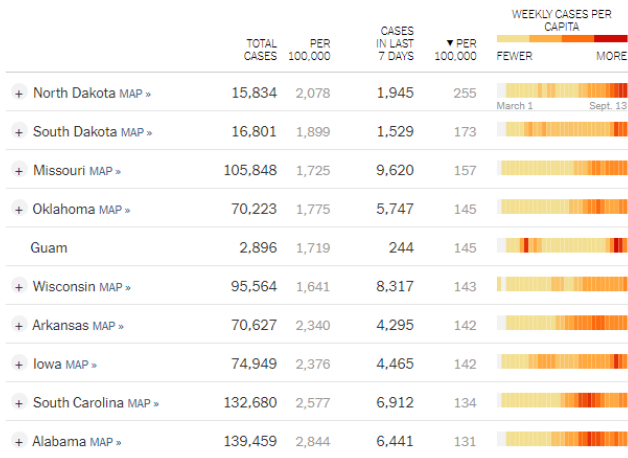 WEEKLY CASES PER
CAPITA
TOTAL CASES PER 100,000 CASES IN LAST 7 DAYS ▼ PER 100,000 FEWER MORE
+ North Dakota MAP » 15,834 2,078 1,945 255
March 1 Sept. 13
+ South Dakota MAP » 16,801 1,899 1,529 173
+ Missouri MAP » 105,848 1,725 9,620 157
+ Oklahoma MAP » 70,223 1,775 5,747 145
Guam 2,896 1,719 244 145
+ Wisconsin MAP » 95,564 1,641 8,317 143
+ Arkansas MAP » 70,627 2,340 4,295 142
+ Iowa MAP » 74,949 2,376 4,465 142
+ South Carolina MAP » 132,680 2,577 6,912 134
+ Alabama MAP » 139,459 2,844 6,441 131